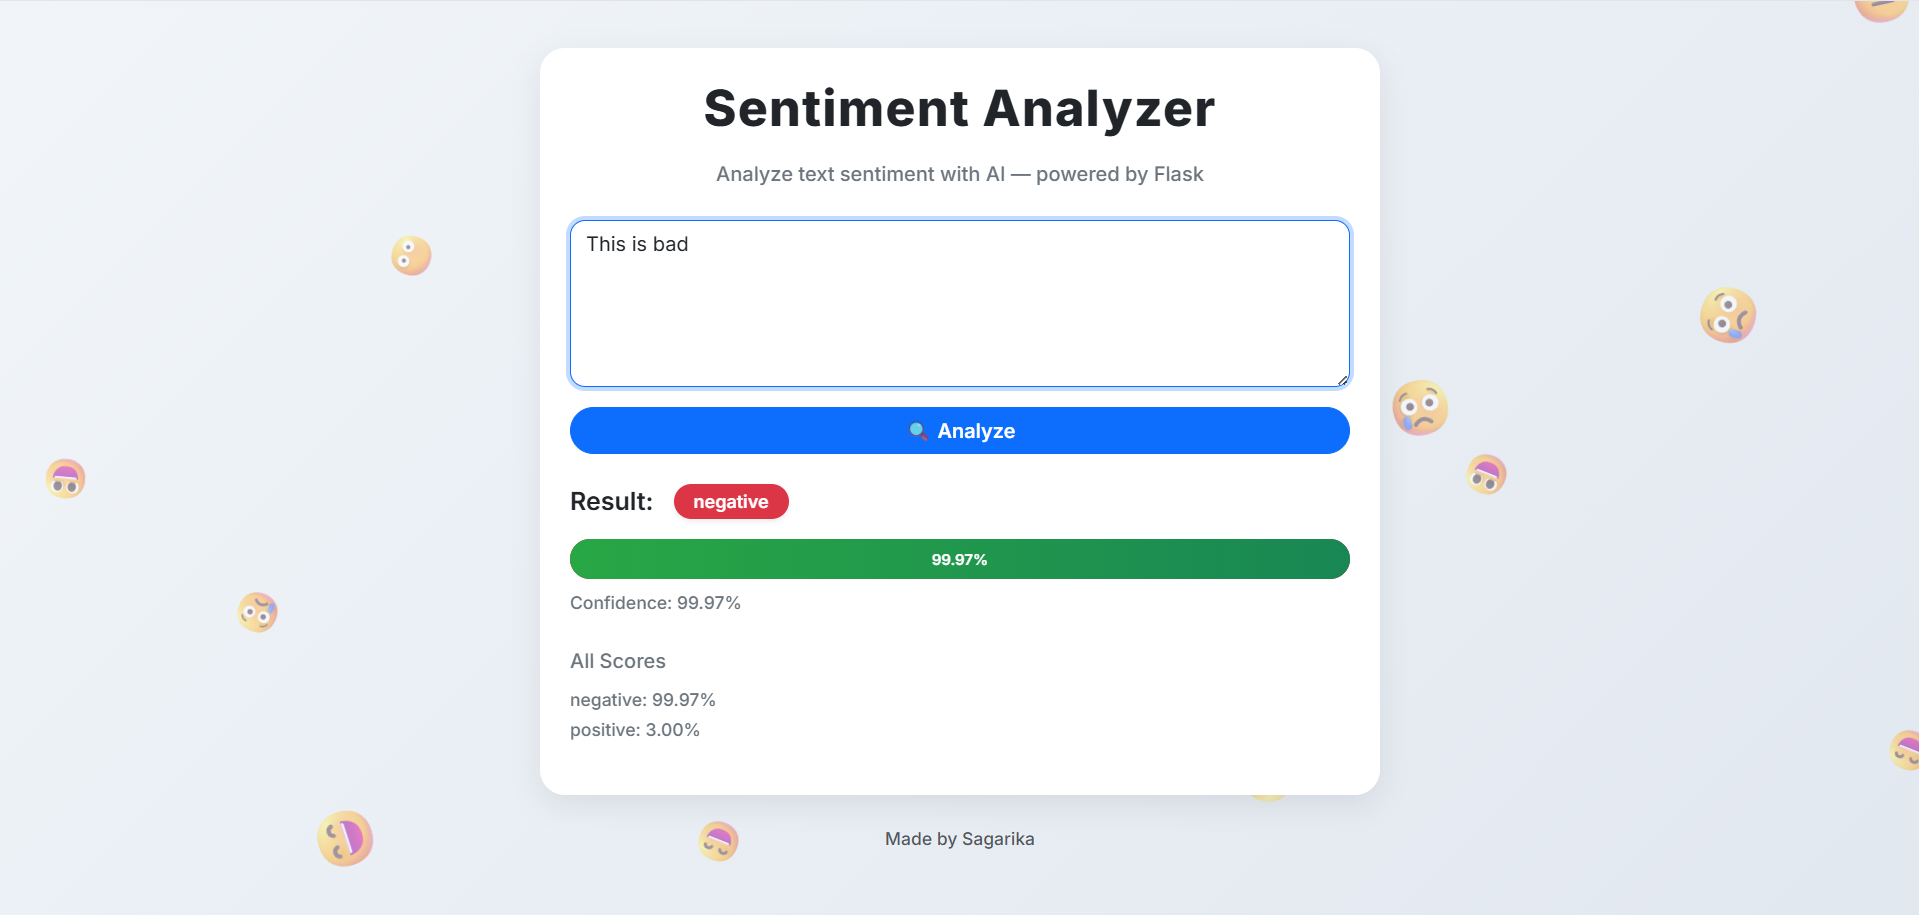 Sentiment Analyzer
Analyze text sentiment with AI — powered by Flask
This is bad
Analyze
Result: negative
99.97%
Confidence: 99.97%
All Scores
negative: 99.97%
positive: 3.00%
Made by Sagarika